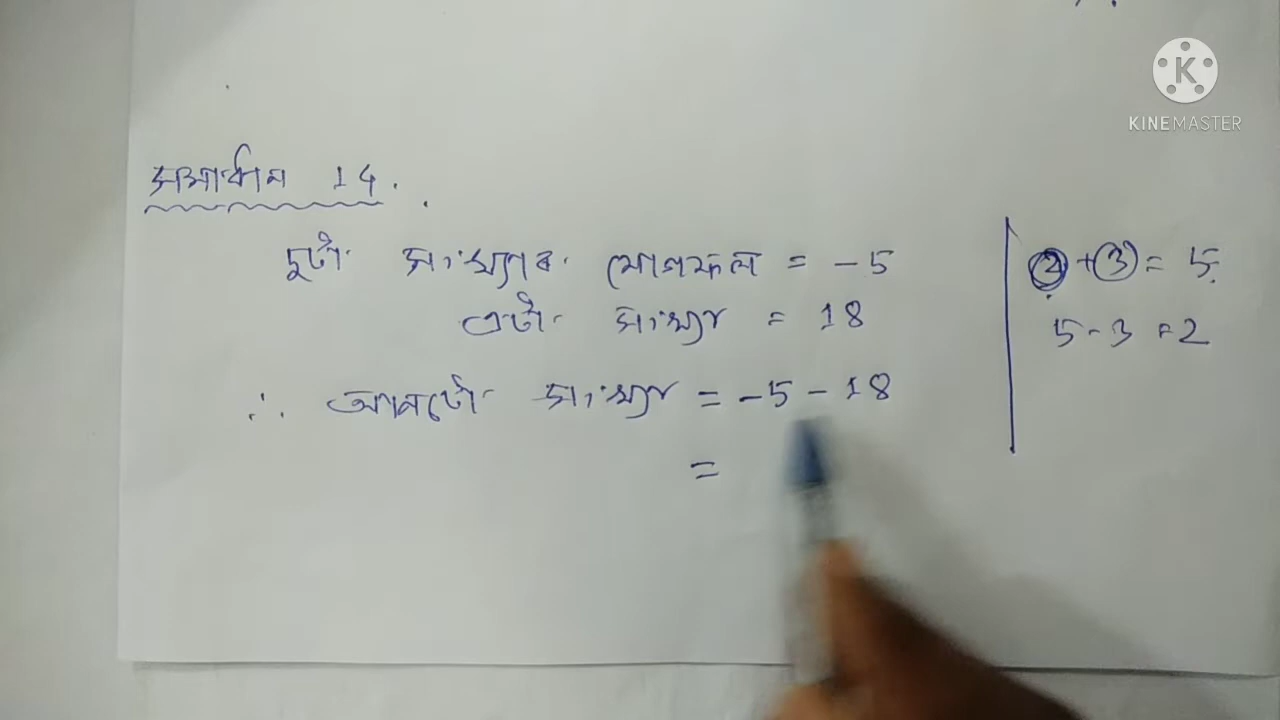 সমাধান 14.
দুটা সংখ্যাৰ যোগফল = -5
এটা সংখ্যা = 18
∴ আনটো সংখ্যা = -5 - 18
=
2 + 3 = 5
5 - 3 = 2
K
KINEMASTER